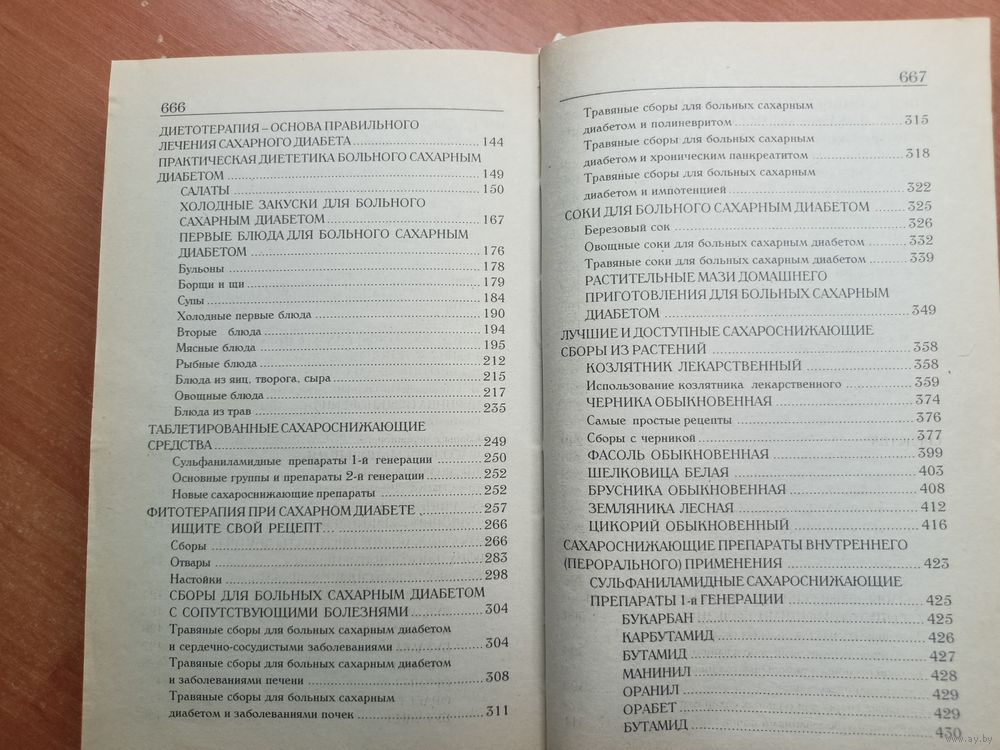 666
ДИЕТОТЕРАПИЯ – ОСНОВА ПРАВИЛЬНОГО
ЛЕЧЕНИЯ САХАРНОГО ДИАБЕТА 144
ПРАКТИЧЕСКАЯ ДИЕТЕТИКА БОЛЬНОГО САХАРНЫМ
ДИАБЕТОМ 149
САЛАТЫ 150
ХОЛОДНЫЕ ЗАКУСКИ ДЛЯ БОЛЬНОГО
САХАРНЫМ ДИАБЕТОМ 167
ПЕРВЫЕ БЛЮДА ДЛЯ БОЛЬНОГО САХАРНЫМ
ДИАБЕТОМ 176
Бульоны 178
Борщи и щи 179
Супы 184
Холодные первые блюда 190
Вторые блюда 194
Мясные блюда 195
Рыбные блюда 212
Блюда из яиц, творога, сыра 215
Овощные блюда 217
Блюда из трав 235
ТАБЛЕТИРОВАННЫЕ САХАРОСНИЖАЮЩИЕ
СРЕДСТВА 249
Сульфаниламидные препараты 1-й генерации 250
Основные группы и препараты 2-й генерации 252
Новые сахароснижающие препараты 252
ФИТОТЕРАПИЯ ПРИ САХАРНОМ ДИАБЕТЕ 257
ИЩИТЕ СВОЙ РЕЦЕПТ 266
Сборы 266
Отвары 283
Настойки 298
СБОРЫ ДЛЯ БОЛЬНЫХ САХАРНЫМ ДИАБЕТОМ
С СОПУТСТВУЮЩИМИ БОЛЕЗНЯМИ 304
Травяные сборы для больных сахарным диабетом
и сердечно-сосудистыми заболеваниями 304
Травяные сборы для больных сахарным диабетом
и заболеваниями печени 308
Травяные сборы для больных сахарным
диабетом и заболеваниями почек 311
667
Травяные сборы для больных сахарным
диабетом и полиневритом 315
Травяные сборы для больных сахарным
диабетом и хроническим панкреатитом 318
Травяные сборы для больных сахарным
диабетом и импотенцией 322
СОКИ ДЛЯ БОЛЬНОГО САХАРНЫМ ДИАБЕТОМ 325
Березовый сок 326
Овощные соки для больных сахарным диабетом 332
Травяные соки для больных сахарным диабетом 339
РАСТИТЕЛЬНЫЕ МАЗИ ДОМАШНЕГО
ПРИГОТОВЛЕНИЯ ДЛЯ БОЛЬНЫХ САХАРНЫМ
ДИАБЕТОМ 349
ЛУЧШИЕ И ДОСТУПНЫЕ САХАРОСНИЖАЮЩИЕ
СБОРЫ ИЗ РАСТЕНИЙ 358
КОЗЛЯТНИК ЛЕКАРСТВЕННЫЙ 358
Использование козлятника лекарственного 359
ЧЕРНИКА ОБЫКНОВЕННАЯ 374
Самые простые рецепты 376
Сборы с черникой 377
ФАСОЛЬ ОБЫКНОВЕННАЯ 399
ШЕЛКОВИЦА БЕЛАЯ 403
БРУСНИКА ОБЫКНОВЕННАЯ 408
ЗЕМЛЯНИКА ЛЕСНАЯ 412
ЦИКОРИЙ ОБЫКНОВЕННЫЙ 416
САХАРОСНИЖАЮЩИЕ ПРЕПАРАТЫ ВНУТРЕННЕГО
(ПЕРОРАЛЬНОГО) ПРИМЕНЕНИЯ 423
СУЛЬФАНИЛАМИДНЫЕ САХАРОСНИЖАЮЩИЕ
ПРЕПАРАТЫ 1-й ГЕНЕРАЦИИ 425
БУКАРБАН 425
КАРБУТАМИД 426
БУТАМИД 427
МАНИНИЛ 428
ОРАНИЛ 429
ОРАБЕТ 429
БУТАМИД 430
www.ay.by